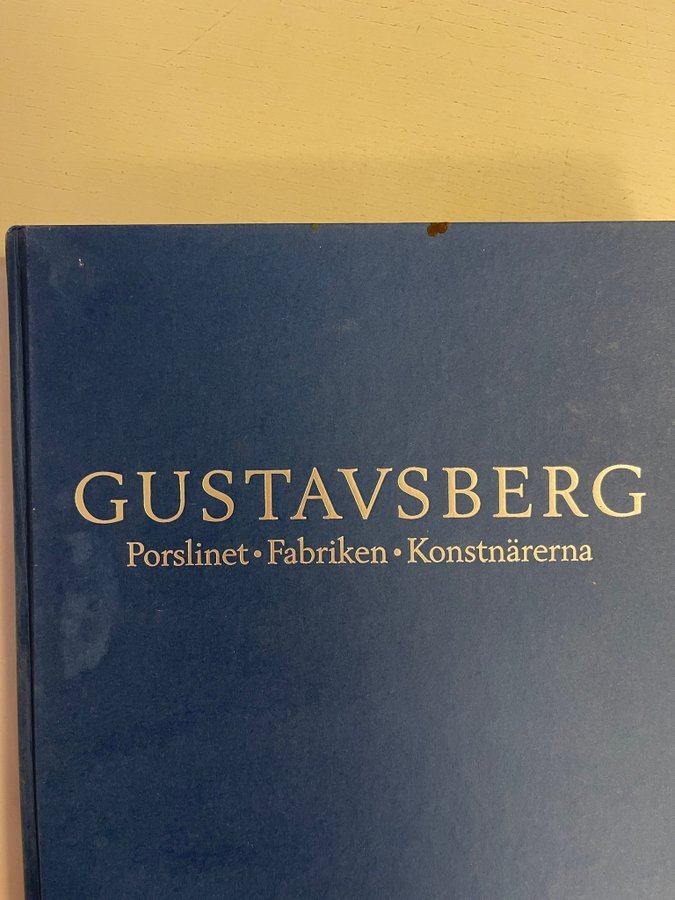 GUSTAVSBERG
Porslinet • Fabriken • Konstnärerna